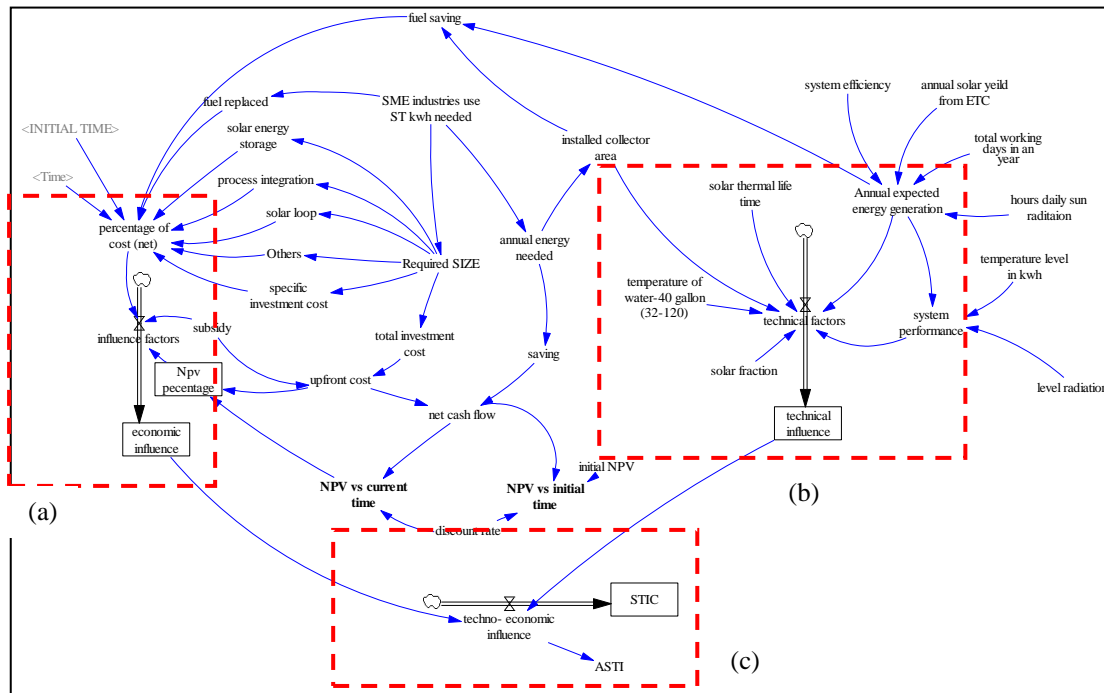 fuel saving
system efficiency
annual solar yeild
from ETC
fuel replaced
SME industries use
ST kwh needed
<INITIAL TIME>
solar energy
storage
installed collector
area
total working
days in an
year
<Time>
process integration
solar thermal life
time
Annual expected
energy generation
hours daily sun
raditaion
percentage of
cost (net)
solar loop
annual energy
needed
Others
Required SIZE
temperature level
in kwh
specific
investment cost
temperature of
water-40 gallon
(32-120)
technical factors
system
performance
influence factors
subsidy
total investment
cost
saving
solar fraction
Npv
pecentage
upfront cost
level radiation
net cash flow
economic
influence
technical
influence
initial NPV
NPV vs current
time
NPV vs initial
time
(a)
(b)
discount rate
STIC
techno- economic
influence
ASTI
(c)